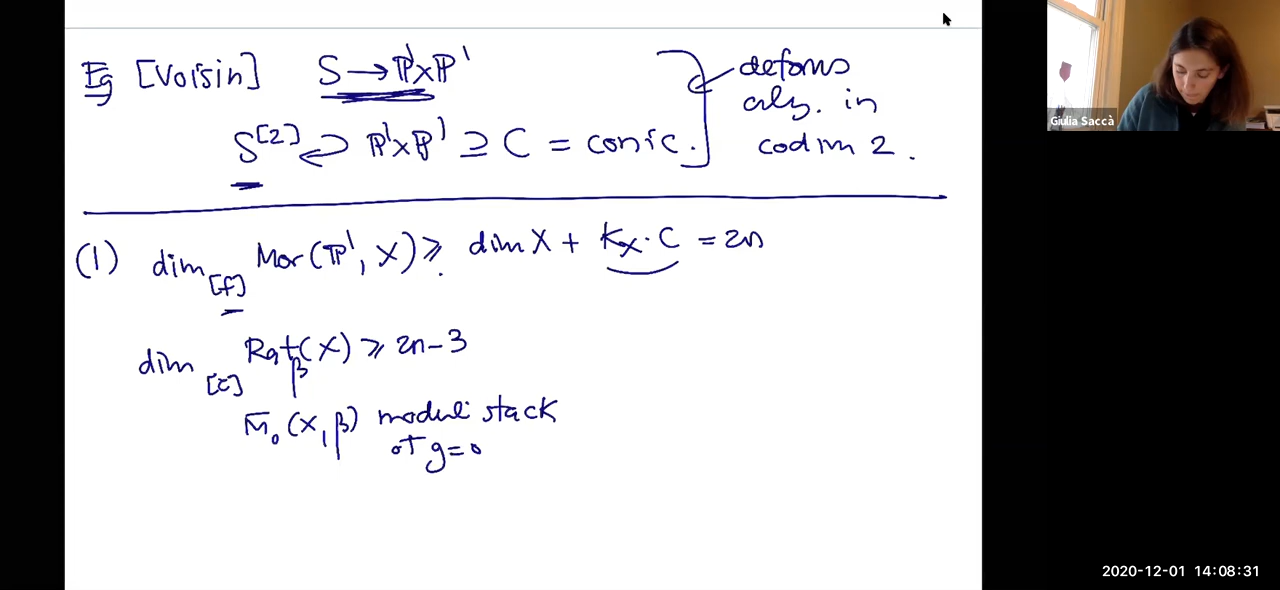 Eg [Voisin] S → P¹×P¹
S^[2] ↩ P¹×P¹ ⊇ C = conic.
deforms
alg. in
codim 2.
(1) dim_[f] Mor(P¹, X) ≥ dim X + K_X · C = 2n
dim_[C] Rat_β(X) ≥ 2n-3
M̄₀(X, β) moduli stack
of g=0
Giulia Saccà
2020-12-01 14:08:31